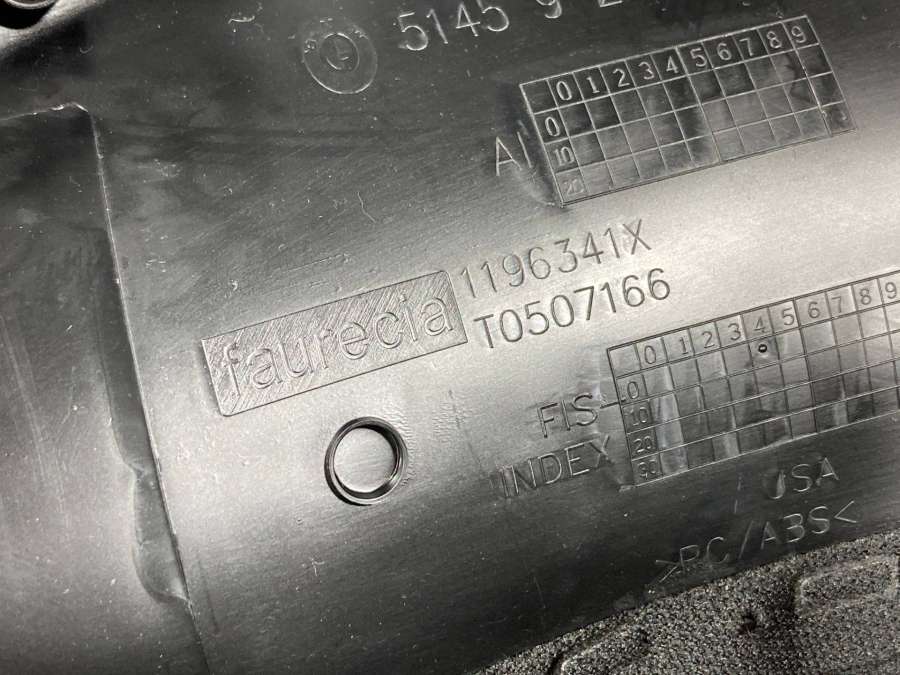 5145 9 2
0 1 2 3 4 5 6 7 8 9
0
AI 10
20
faurecia
1196341X
T0507166
0 1 2 3 4 5 6 7 8 9
0
FIS- 10
20
INDEX 30
USA
>PC/ABS<